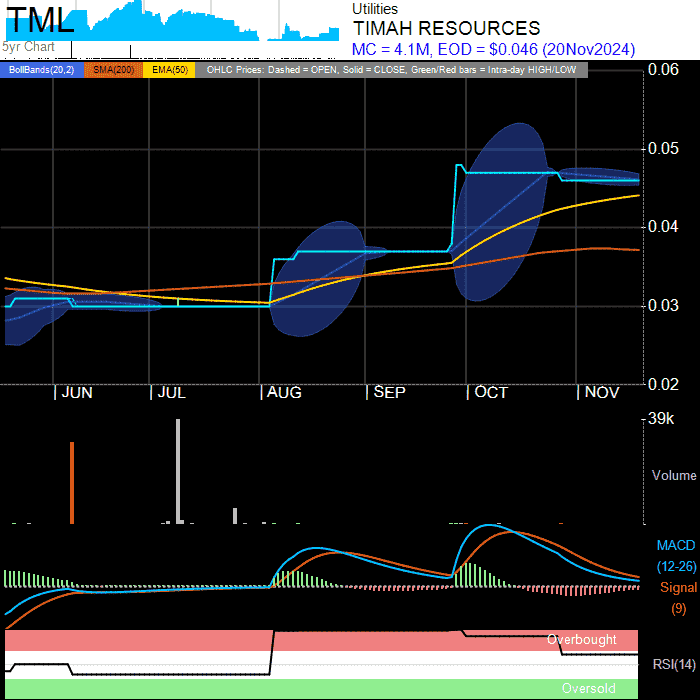 TML
5yr Chart
Utilities
TIMAH RESOURCES
MC = 4.1M, EOD = $0.046 (20Nov2024)
BollBands(20,2) SMA(200) EMA(50) OHLC Prices: Dashed = OPEN, Solid = CLOSE, Green/Red bars = Intra-day HIGH/LOW
0.06
0.05
0.04
0.03
0.02
JUN JUL AUG SEP OCT NOV
39k
Volume
MACD
(12-26)
Signal
(9)
Overbought
RSI(14)
Oversold